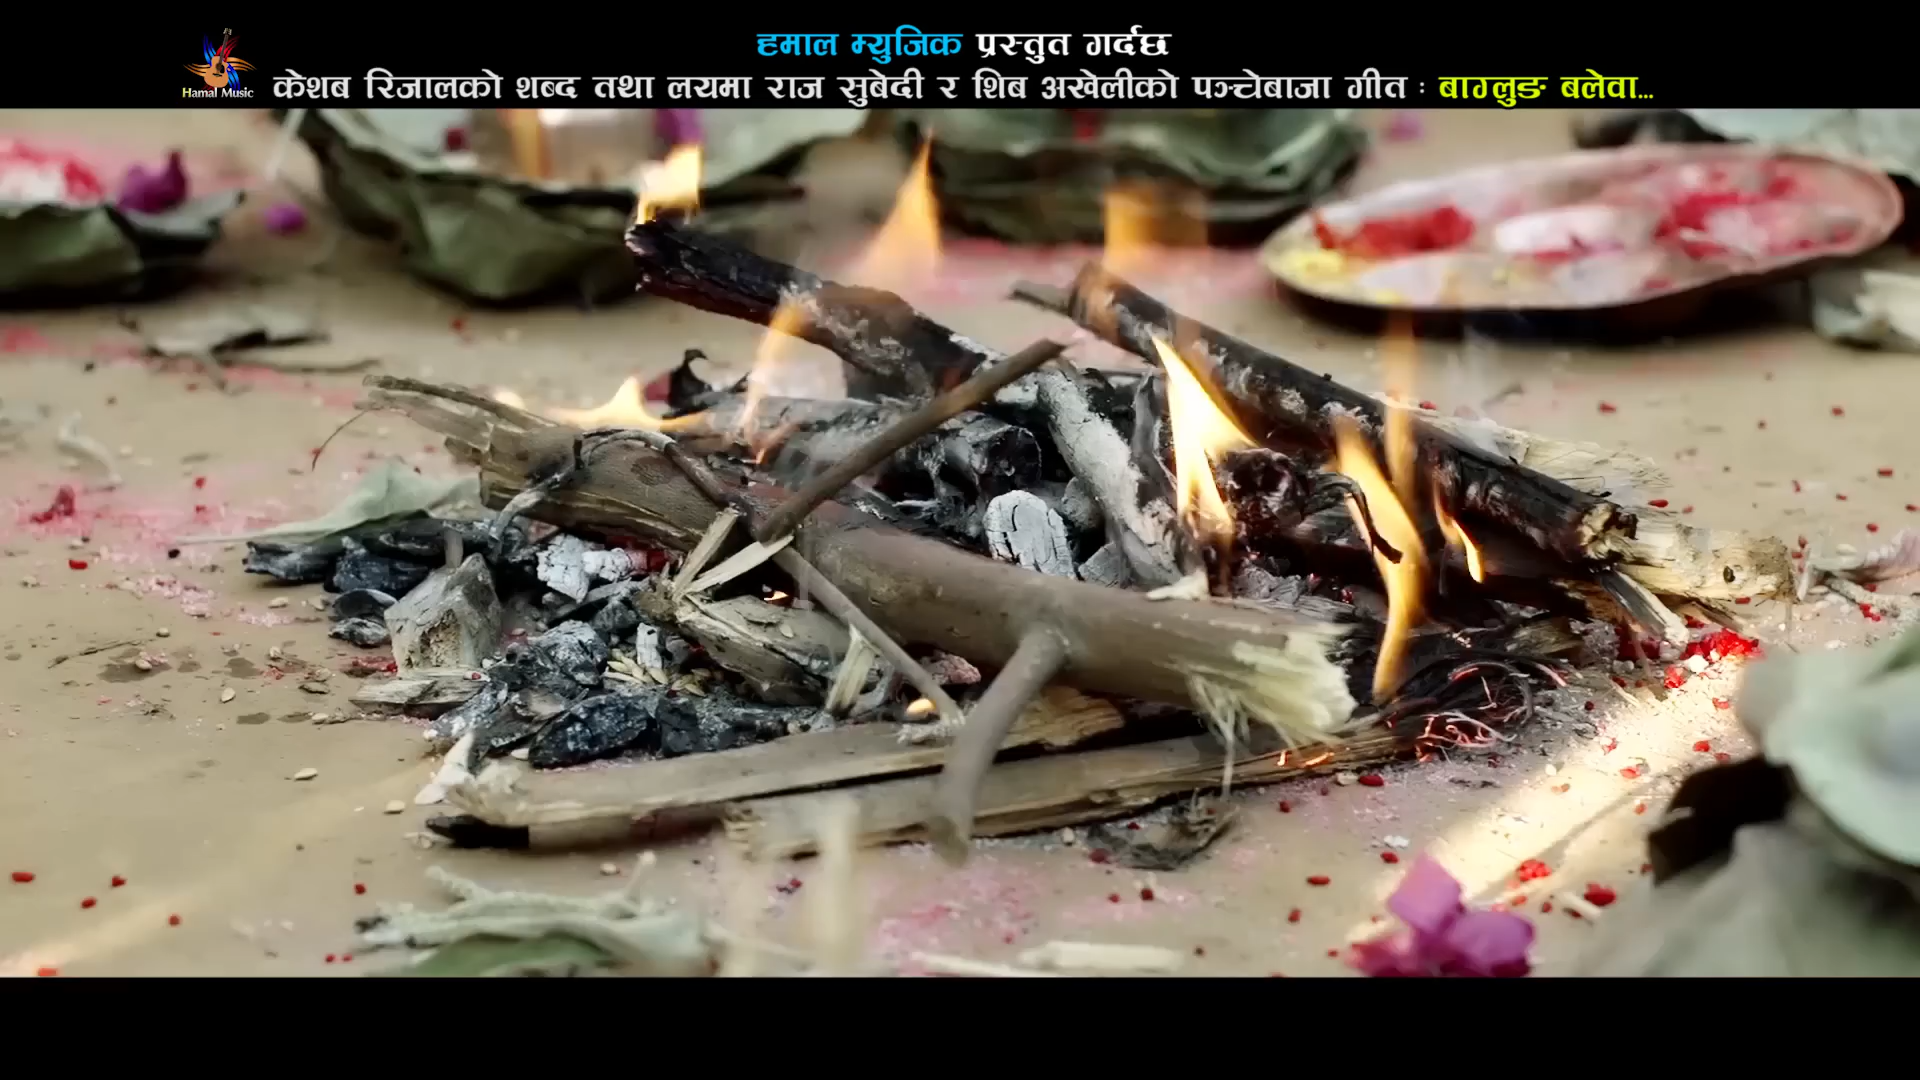 हमाल म्युजिक प्रस्तुत गर्दछ
Hamal Music
केशब रिजालको शब्द तथा लयमा राज सुबेदी र शिब अखेलीको पञ्चेबाजा गीत : बाग्लुङ बलेवा...